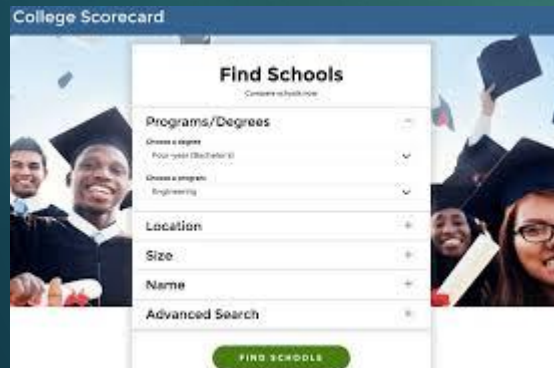 College Scorecard
Find Schools
Compare schools now
Programs/Degrees
Choose a degree
Four-year (Bachelor's)
Choose a program
Engineering
Location
Size
Name
Advanced Search
FIND SCHOOLS